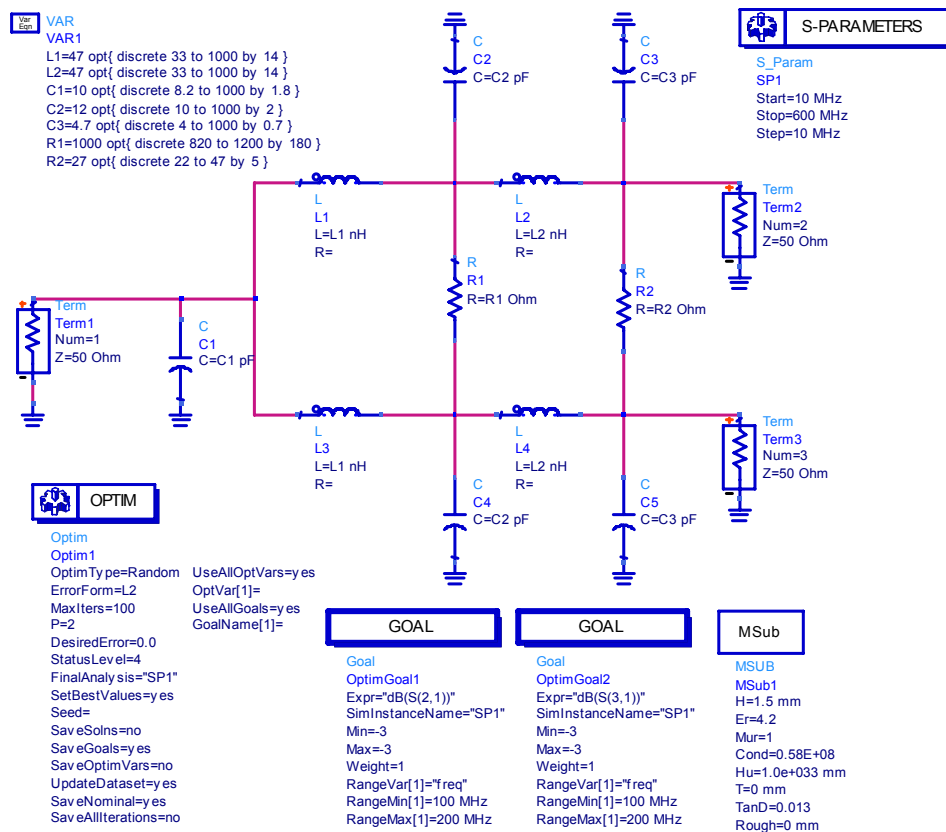 Var
Eqn
VAR
VAR1
L1=47 opt{ discrete 33 to 1000 by 14 }
L2=47 opt{ discrete 33 to 1000 by 14 }
C1=10 opt{ discrete 8.2 to 1000 by 1.8 }
C2=12 opt{ discrete 10 to 1000 by 2 }
C3=4.7 opt{ discrete 4 to 1000 by 0.7 }
R1=1000 opt{ discrete 820 to 1200 by 180 }
R2=27 opt{ discrete 22 to 47 by 5 }
C
C2
C=C2 pF
C
C3
C=C3 pF
S-PARAMETERS
S_Param
SP1
Start=10 MHz
Stop=600 MHz
Step=10 MHz
L
L1
L=L1 nH
R=
L
L2
L=L2 nH
R=
Term
Term2
Num=2
Z=50 Ohm
R
R1
R=R1 Ohm
R
R2
R=R2 Ohm
Term
Term1
Num=1
Z=50 Ohm
C
C1
C=C1 pF
L
L3
L=L1 nH
R=
L
L4
L=L2 nH
R=
Term
Term3
Num=3
Z=50 Ohm
C
C4
C=C2 pF
C
C5
C=C3 pF
OPTIM
Optim
Optim1
OptimType=Random
ErrorForm=L2
MaxIters=100
P=2
DesiredError=0.0
StatusLevel=4
FinalAnalysis="SP1"
SetBestValues=yes
Seed=
SaveSolns=no
SaveGoals=yes
SaveOptimVars=no
UpdateDataset=yes
SaveNominal=yes
SaveAllIterations=no
UseAllOptVars=yes
OptVar[1]=
UseAllGoals=yes
GoalName[1]=
GOAL
Goal
OptimGoal1
Expr="dB(S(2,1))"
SimInstanceName="SP1"
Min=-3
Max=-3
Weight=1
RangeVar[1]="freq"
RangeMin[1]=100 MHz
RangeMax[1]=200 MHz
GOAL
Goal
OptimGoal2
Expr="dB(S(3,1))"
SimInstanceName="SP1"
Min=-3
Max=-3
Weight=1
RangeVar[1]="freq"
RangeMin[1]=100 MHz
RangeMax[1]=200 MHz
MSub
MSUB
MSub1
H=1.5 mm
Er=4.2
Mur=1
Cond=0.58E+08
Hu=1.0e+033 mm
T=0 mm
TanD=0.013
Rough=0 mm